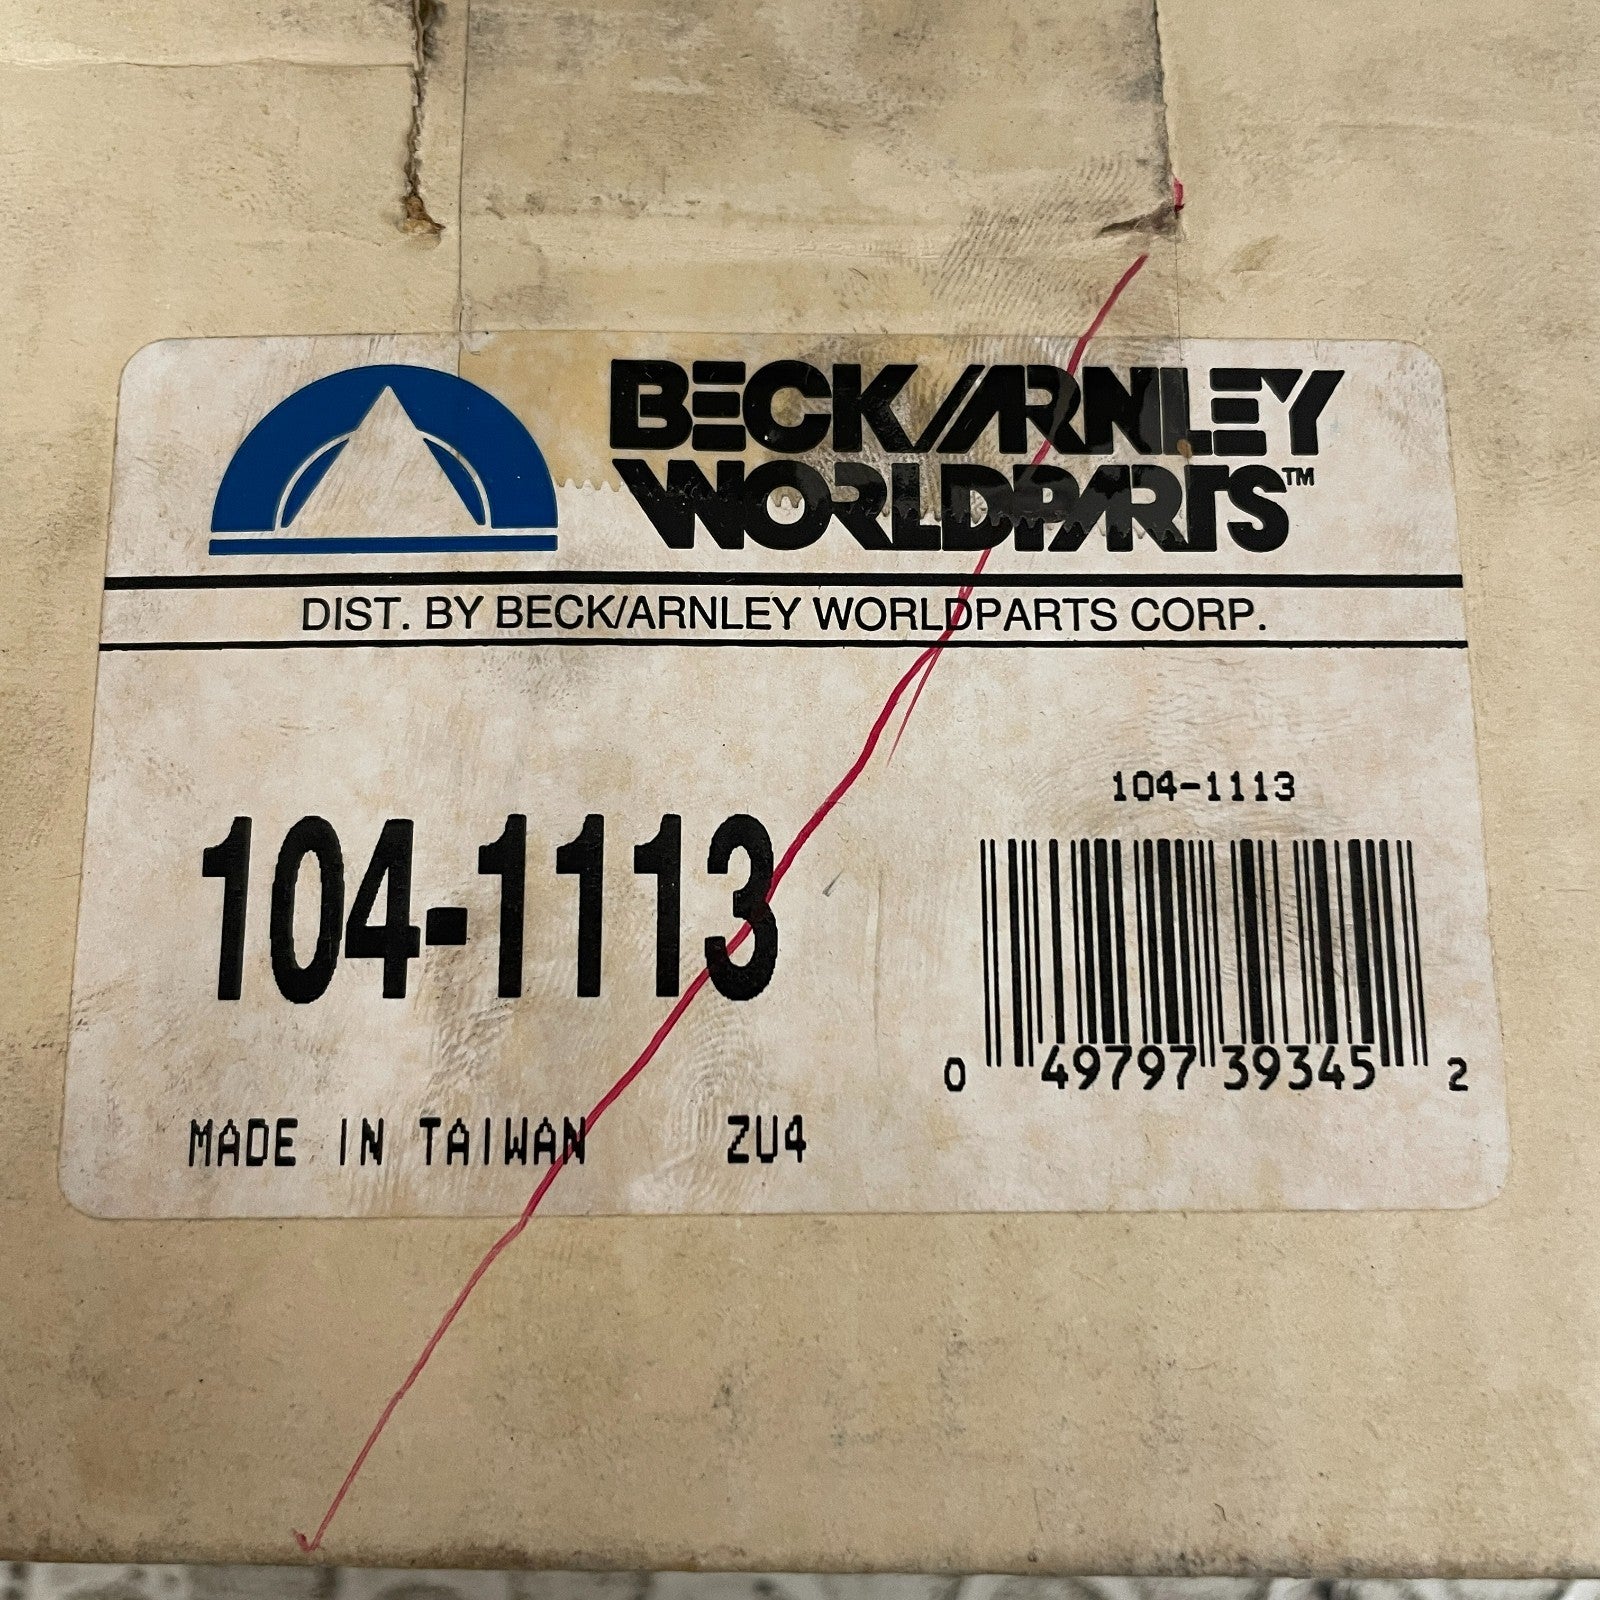 BECK/ARNLEY
WORLDPARTS™
DIST. BY BECK/ARNLEY WORLDPARTS CORP.
104-1113
104-1113
0 49797 39345 2
MADE IN TAIWAN ZU4